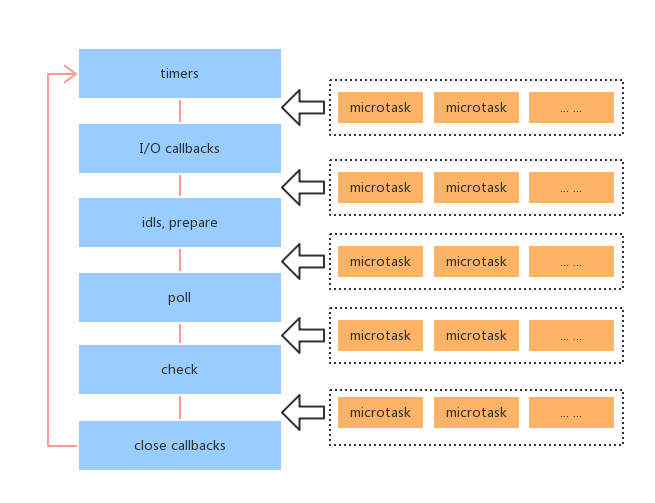 timers
microtask microtask ... ...
I/O callbacks
microtask microtask ... ...
idls, prepare
microtask microtask ... ...
poll
microtask microtask ... ...
check
microtask microtask ... ...
close callbacks